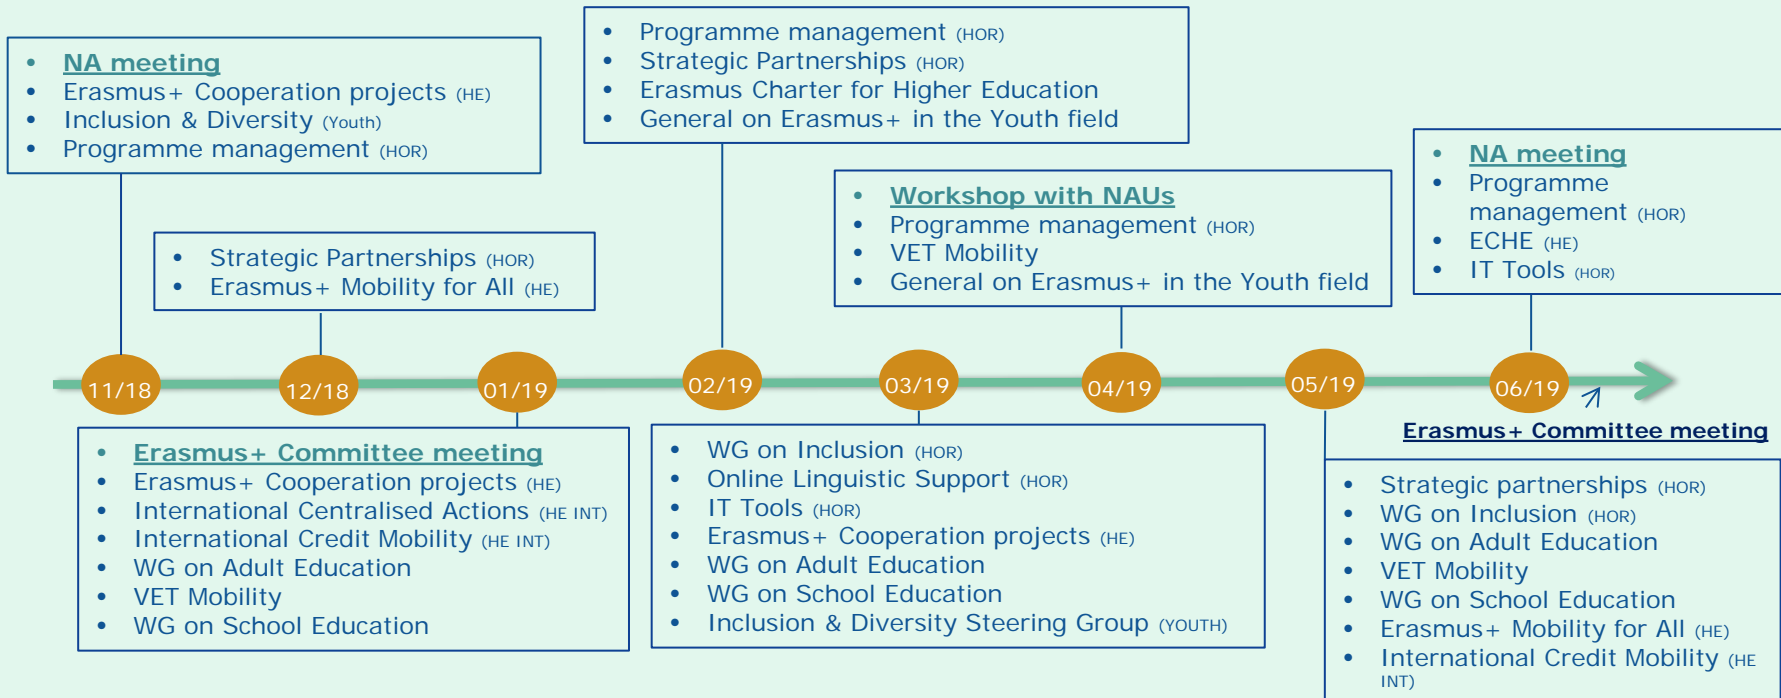 • NA meeting
• Erasmus+ Cooperation projects (HE)
• Inclusion & Diversity (Youth)
• Programme management (HOR)
• Strategic Partnerships (HOR)
• Erasmus+ Mobility for All (HE)
• Programme management (HOR)
• Strategic Partnerships (HOR)
• Erasmus Charter for Higher Education
• General on Erasmus+ in the Youth field
• Workshop with NAUs
• Programme management (HOR)
• VET Mobility
• General on Erasmus+ in the Youth field
• NA meeting
• Programme
management (HOR)
• ECHE (HE)
• IT Tools (HOR)
11/18
12/18
01/19
02/19
03/19
04/19
05/19
06/19
• Erasmus+ Committee meeting
• Erasmus+ Cooperation projects (HE)
• International Centralised Actions (HE INT)
• International Credit Mobility (HE INT)
• WG on Adult Education
• VET Mobility
• WG on School Education
• WG on Inclusion (HOR)
• Online Linguistic Support (HOR)
• IT Tools (HOR)
• Erasmus+ Cooperation projects (HE)
• WG on Adult Education
• WG on School Education
• Inclusion & Diversity Steering Group (YOUTH)
Erasmus+ Committee meeting
• Strategic partnerships (HOR)
• WG on Inclusion (HOR)
• WG on Adult Education
• VET Mobility
• WG on School Education
• Erasmus+ Mobility for All (HE)
• International Credit Mobility (HE
INT)